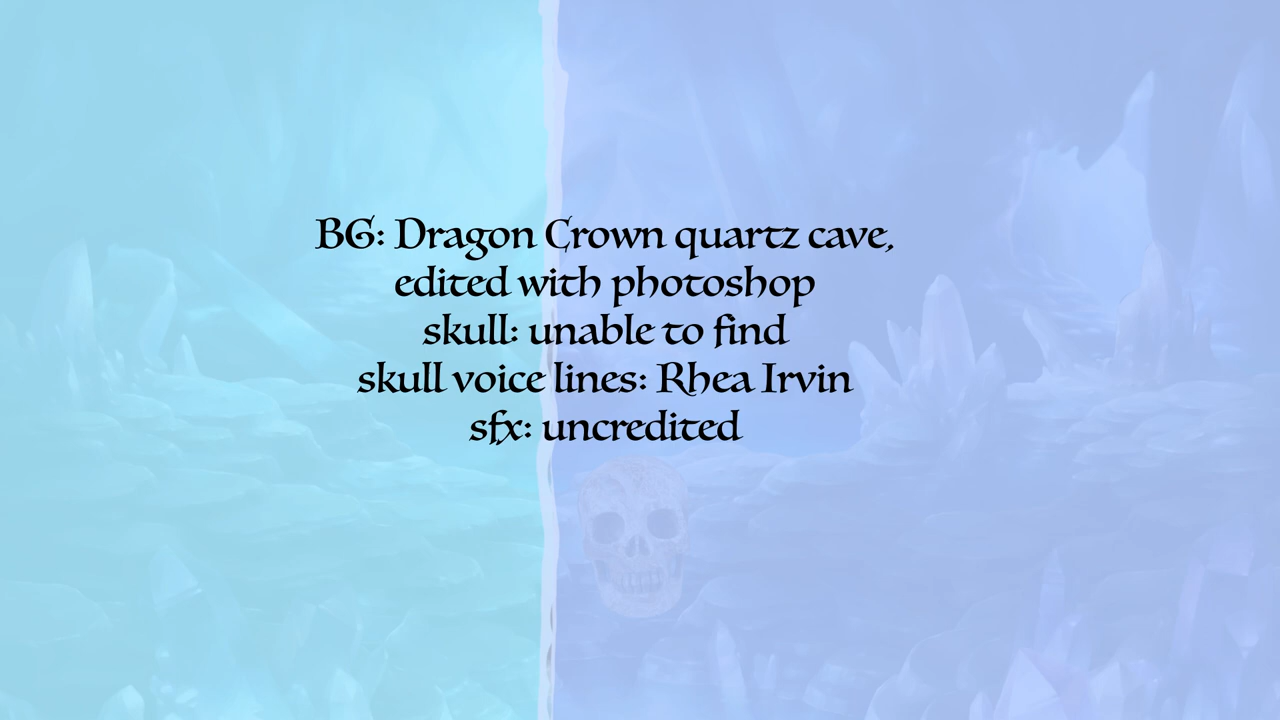 BG: Dragon Crown quartz cave,
edited with photoshop
skull: unable to find
skull voice lines: Rhea Irvin
sfx: uncredited